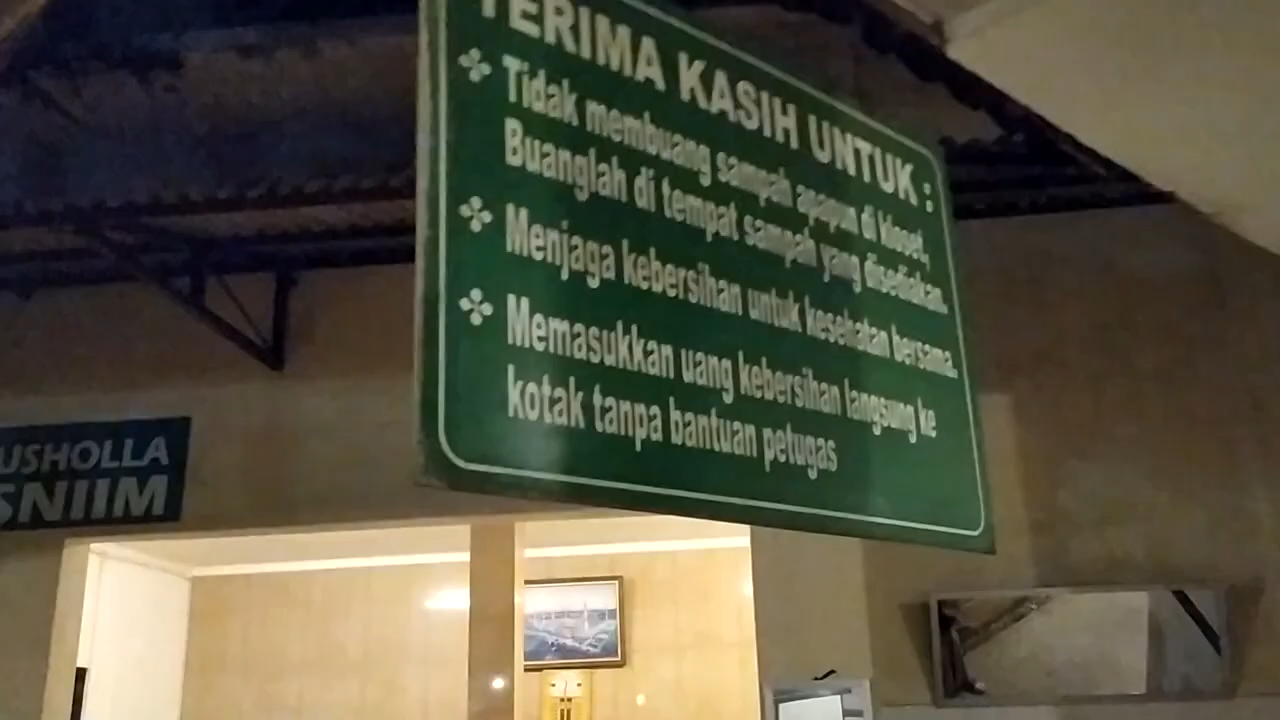 TERIMA KASIH UNTUK :
Tidak membuang sampah apapun di kloset,
Buanglah di tempat sampah yang disediakan.
Menjaga kebersihan untuk kesehatan bersama.
Memasukkan uang kebersihan langsung ke
kotak tanpa bantuan petugas
USHOLLA
SNIIM